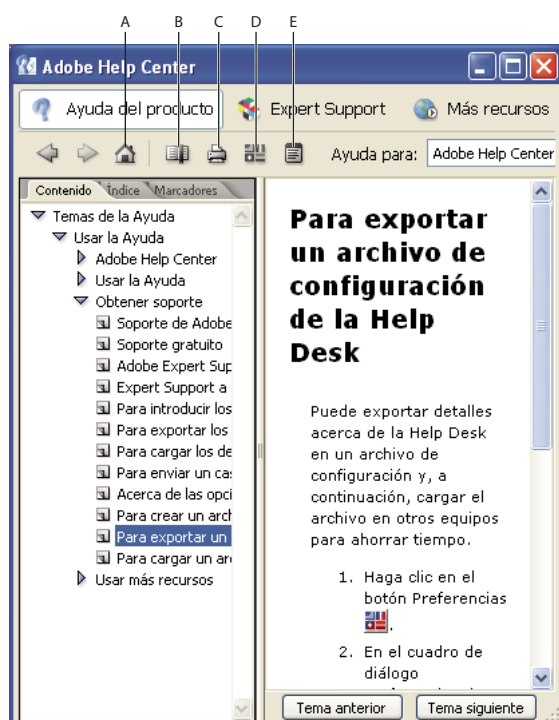 A B C D E
Adobe Help Center
Ayuda del producto Expert Support Más recursos
Ayuda para: Adobe Help Center
Contenido Índice Marcadores
Temas de la Ayuda
Usar la Ayuda
Adobe Help Center
Usar la Ayuda
Obtener soporte
Soporte de Adobe
Soporte gratuito
Adobe Expert Sup
Expert Support a
Para introducir los
Para exportar los
Para cargar los de
Para enviar un cas
Acerca de las opci
Para crear un arch
Para exportar un
Para cargar un arc
Usar más recursos
Para exportar
un archivo de
configuración
de la Help
Desk
Puede exportar detalles
acerca de la Help Desk
en un archivo de
configuración y, a
continuación, cargar el
archivo en otros equipos
para ahorrar tiempo.
1. Haga clic en el
botón Preferencias
.
2. En el cuadro de
diálogo
Tema anterior Tema siguiente